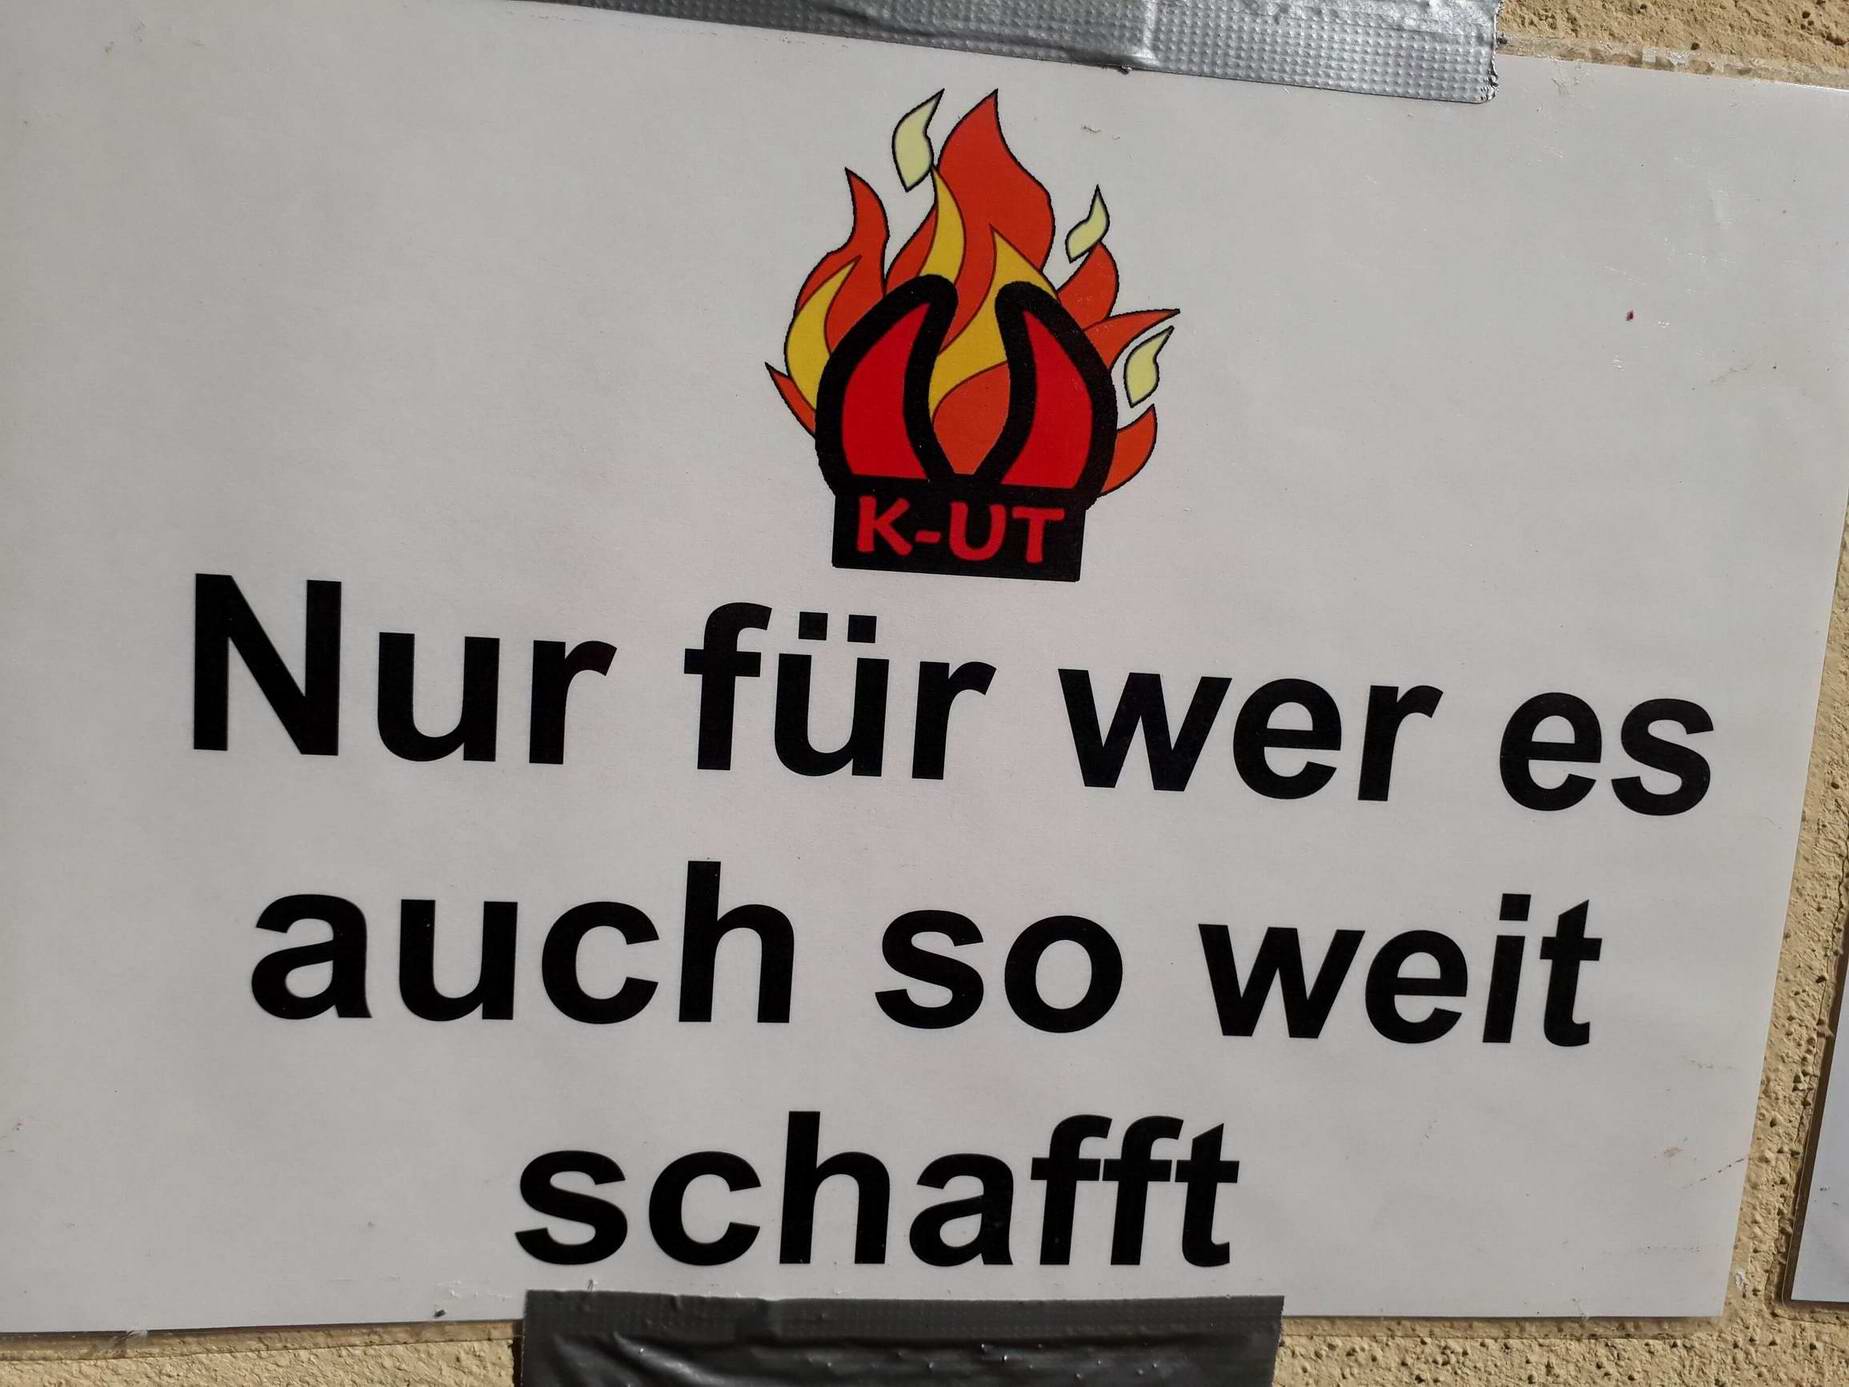 K-UT
Nur für wer es
auch so weit
schafft